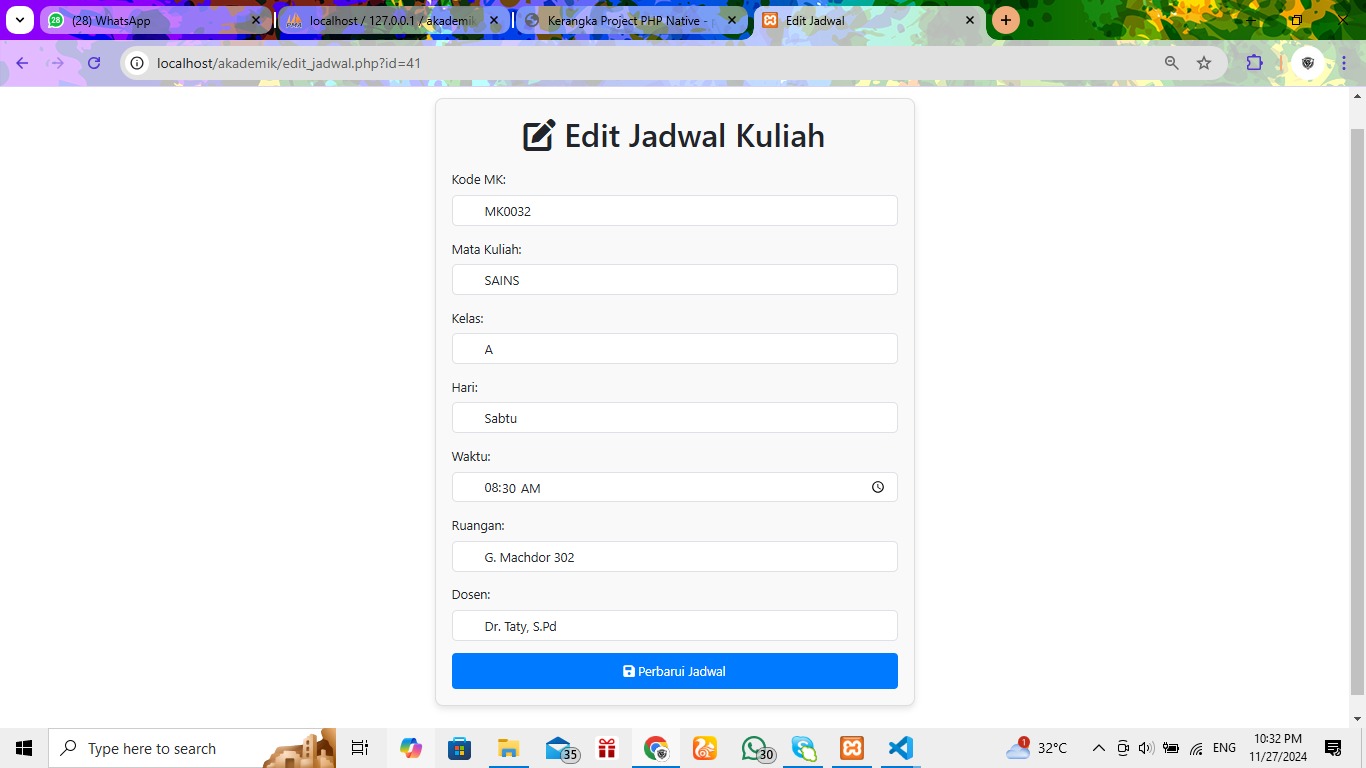 (28) WhatsApp
localhost / 127.0.0.1 / akademik
Kerangka Project PHP Native -
Edit Jadwal
localhost/akademik/edit_jadwal.php?id=41
Edit Jadwal Kuliah
Kode MK:
MK0032
Mata Kuliah:
SAINS
Kelas:
A
Hari:
Sabtu
Waktu:
08:30 AM
Ruangan:
G. Machdor 302
Dosen:
Dr. Taty, S.Pd
Perbarui Jadwal
Type here to search
35
30
1
32°C
ENG
10:32 PM
11/27/2024